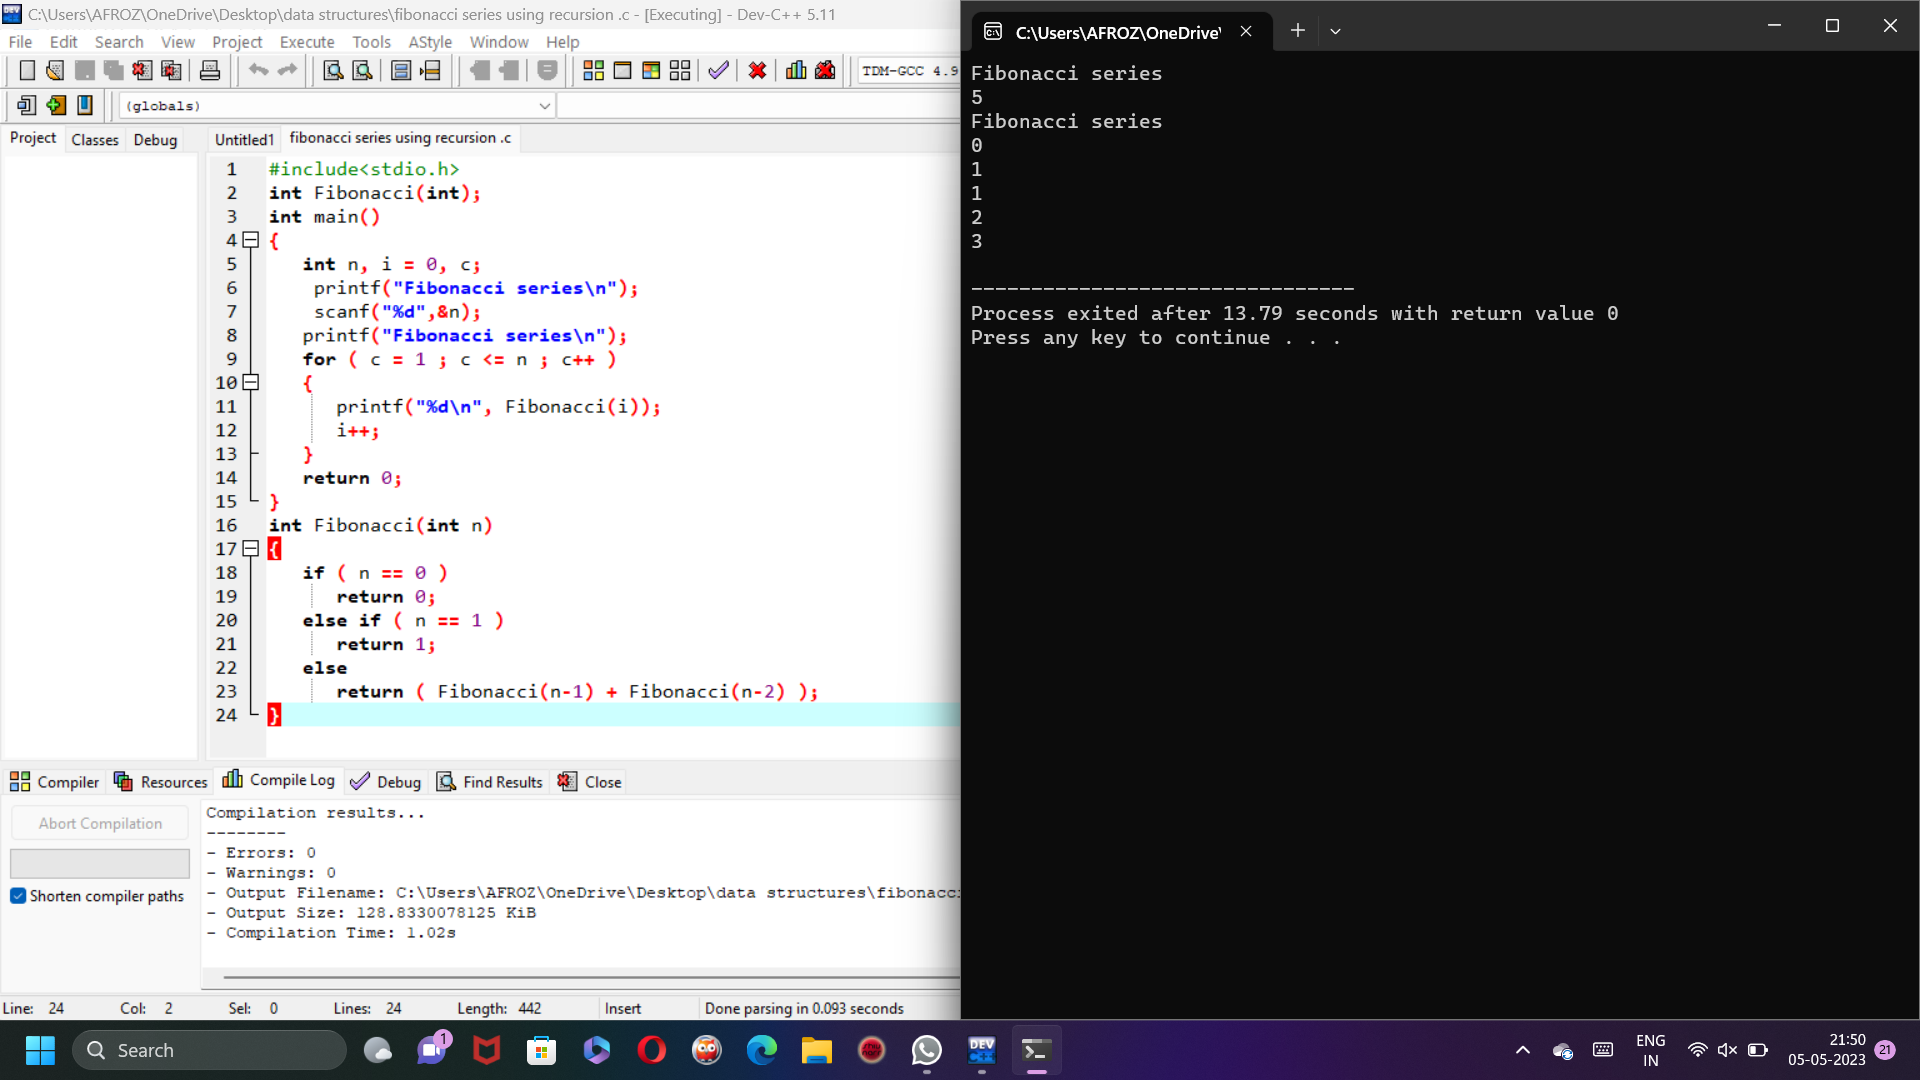 C:\Users\AFROZ\OneDrive\Desktop\data structures\fibonacci series using recursion .c - [Executing] - Dev-C++ 5.11
File Edit Search View Project Execute Tools AStyle Window Help
TDM-GCC 4.9
(globals)
Project Classes Debug
Untitled1 fibonacci series using recursion .c
1 #include<stdio.h>
2 int Fibonacci(int);
3 int main()
4 {
5 int n, i = 0, c;
6 printf("Fibonacci series\n");
7 scanf("%d",&n);
8 printf("Fibonacci series\n");
9 for ( c = 1 ; c <= n ; c++ )
10 {
11 printf("%d\n", Fibonacci(i));
12 i++;
13 }
14 return 0;
15 }
16 int Fibonacci(int n)
17 {
18 if ( n == 0 )
19 return 0;
20 else if ( n == 1 )
21 return 1;
22 else
23 return ( Fibonacci(n-1) + Fibonacci(n-2) );
24 }
Compiler Resources Compile Log Debug Find Results Close
Abort Compilation
Shorten compiler paths
Compilation results...
--------
- Errors: 0
- Warnings: 0
- Output Filename: C:\Users\AFROZ\OneDrive\Desktop\data structures\fibonacci
- Output Size: 128.8330078125 KiB
- Compilation Time: 1.02s
Line: 24 Col: 2 Sel: 0 Lines: 24 Length: 442 Insert Done parsing in 0.093 seconds
C:\Users\AFROZ\OneDrive\
Fibonacci series
5
Fibonacci series
0
1
1
2
3
--------------------------------
Process exited after 13.79 seconds with return value 0
Press any key to continue . . .
Search
1
DEV
C++
ENG
IN
21:50
05-05-2023
21